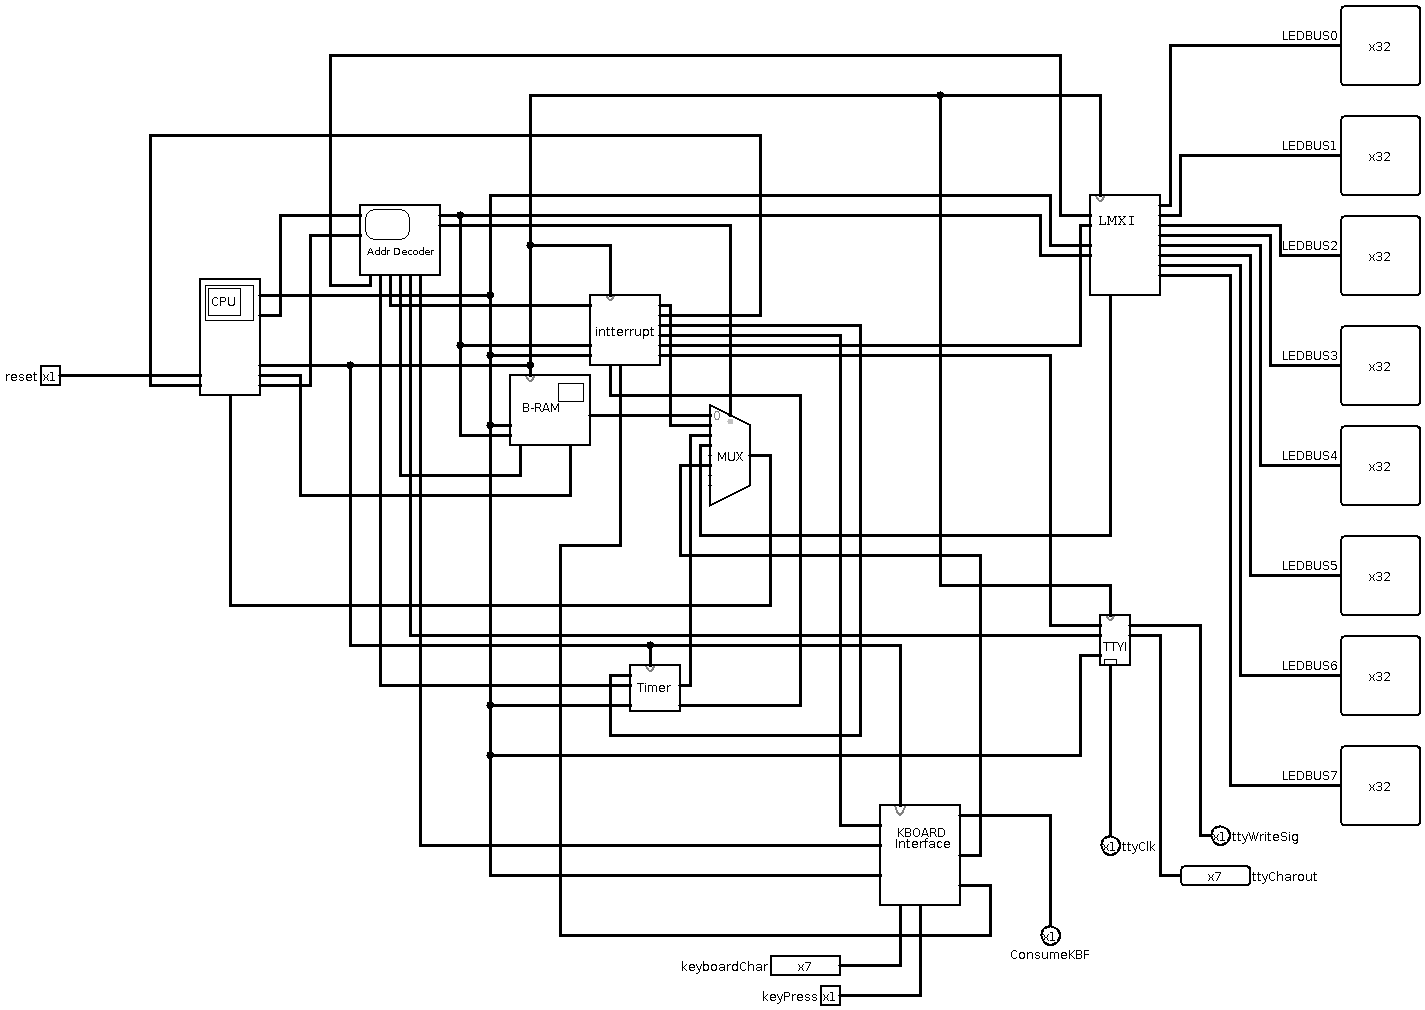 LEDBUS0
x32
LEDBUS1
x32
LMXI
LEDBUS2
x32
Addr Decoder
CPU
intterrupt
LEDBUS3
x32
reset x1
B-RAM
0
MUX
LEDBUS4
x32
LEDBUS5
x32
TTYI
Timer
LEDBUS6
x32
LEDBUS7
x32
KBOARD
Interface
x1 ttyWriteSig
x1 ttyClk
x7 ttyCharout
x1
ConsumeKBF
keyboardChar x7
keyPress x1